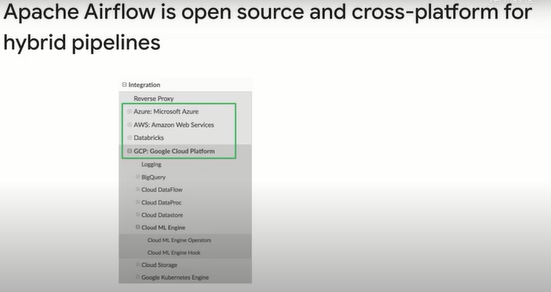 Apache Airflow is open source and cross-platform for
hybrid pipelines
Integration
Reverse Proxy
Azure: Microsoft Azure
AWS: Amazon Web Services
Databricks
GCP: Google Cloud Platform
Logging
BigQuery
Cloud DataFlow
Cloud DataProc
Cloud Datastore
Cloud ML Engine
Cloud ML Engine Operators
Cloud ML Engine Hook
Cloud Storage
Google Kubernetes Engine